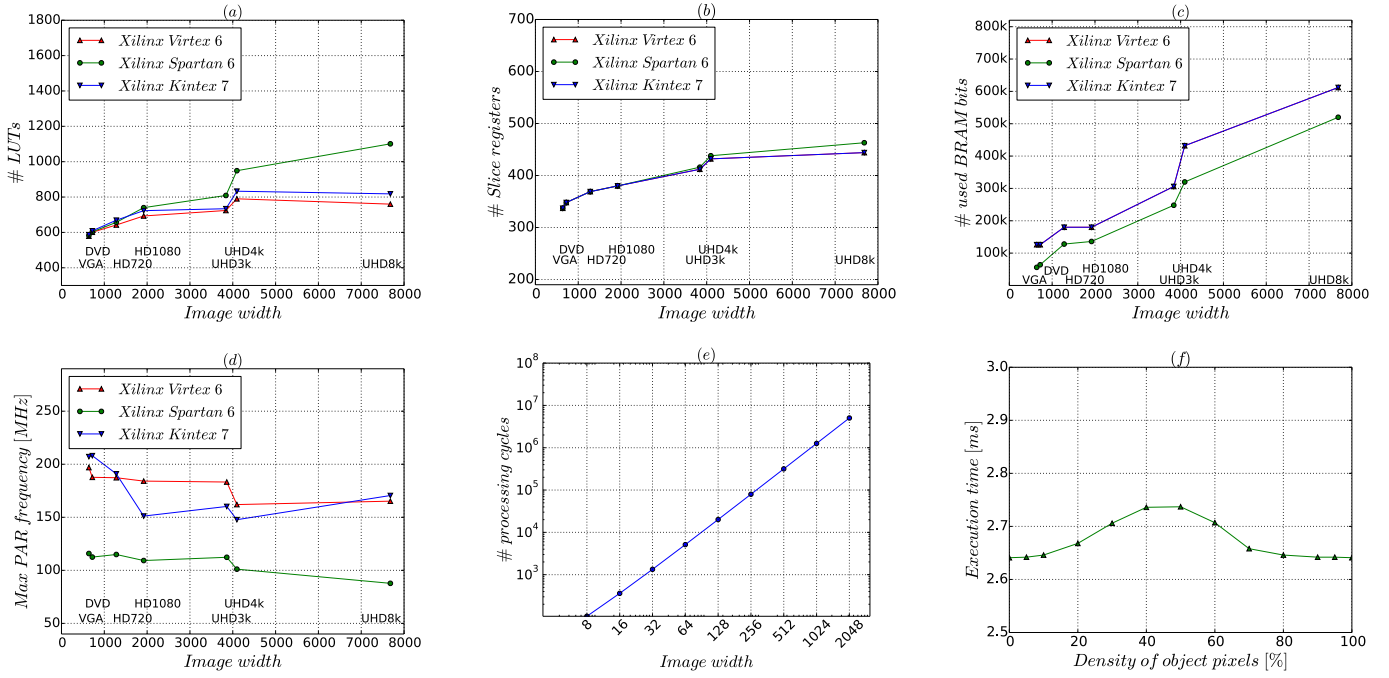 (a)
1800
1600
1400
1200
1000
800
600
400
# LUTs
Xilinx Virtex 6
Xilinx Spartan 6
Xilinx Kintex 7
DVD HD1080 UHD4k
VGA HD720 UHD3k UHD8k
0 1000 2000 3000 4000 5000 6000 7000 8000
Image width
(b)
700
600
500
400
300
200
# Slice registers
Xilinx Virtex 6
Xilinx Spartan 6
Xilinx Kintex 7
DVD HD1080 UHD4k
VGA HD720 UHD3k UHD8k
0 1000 2000 3000 4000 5000 6000 7000 8000
Image width
(c)
800k
700k
600k
500k
400k
300k
200k
100k
# used BRAM bits
Xilinx Virtex 6
Xilinx Spartan 6
Xilinx Kintex 7
DVD HD1080 UHD4k
VGA HD720 UHD3k UHD8k
0 1000 2000 3000 4000 5000 6000 7000 8000
Image width
(d)
250
200
150
100
50
Max PAR frequency [MHz]
Xilinx Virtex 6
Xilinx Spartan 6
Xilinx Kintex 7
DVD HD1080 UHD4k
VGA HD720 UHD3k UHD8k
0 1000 2000 3000 4000 5000 6000 7000 8000
Image width
(e)
10^8
10^7
10^6
10^5
10^4
10^3
# processing cycles
8 16 32 64 128 256 512 1024 2048
Image width
(f)
3.0
2.9
2.8
2.7
2.6
2.5
Execution time [ms]
0 20 40 60 80 100
Density of object pixels [%]